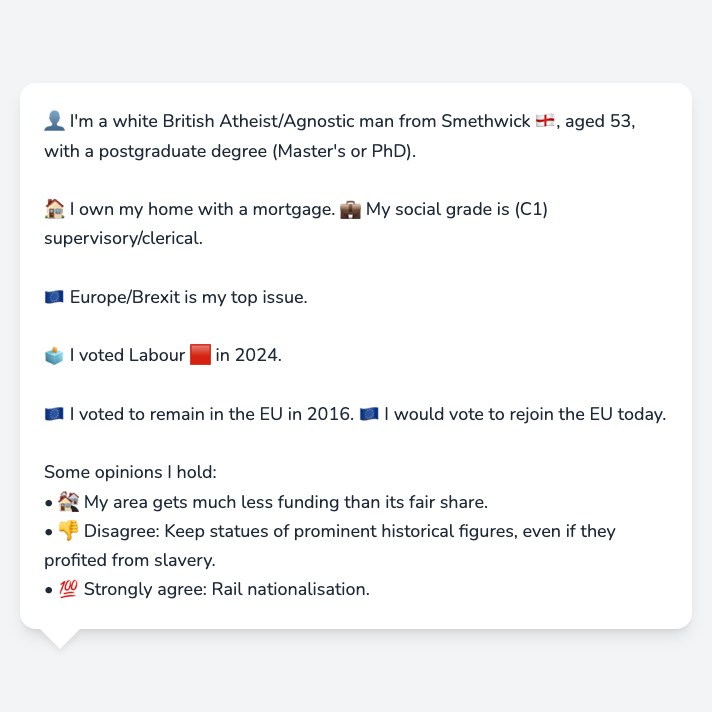 👤 I'm a white British Atheist/Agnostic man from Smethwick 🏴󠁧󠁢󠁥󠁮󠁧󠁿, aged 53,
with a postgraduate degree (Master's or PhD).
🏠 I own my home with a mortgage. 💼 My social grade is (C1)
supervisory/clerical.
🇪🇺 Europe/Brexit is my top issue.
🗳️ I voted Labour 🟥 in 2024.
🇪🇺 I voted to remain in the EU in 2016. 🇪🇺 I would vote to rejoin the EU today.
Some opinions I hold:
• 🏚️ My area gets much less funding than its fair share.
• 👎 Disagree: Keep statues of prominent historical figures, even if they
profited from slavery.
• 💯 Strongly agree: Rail nationalisation.